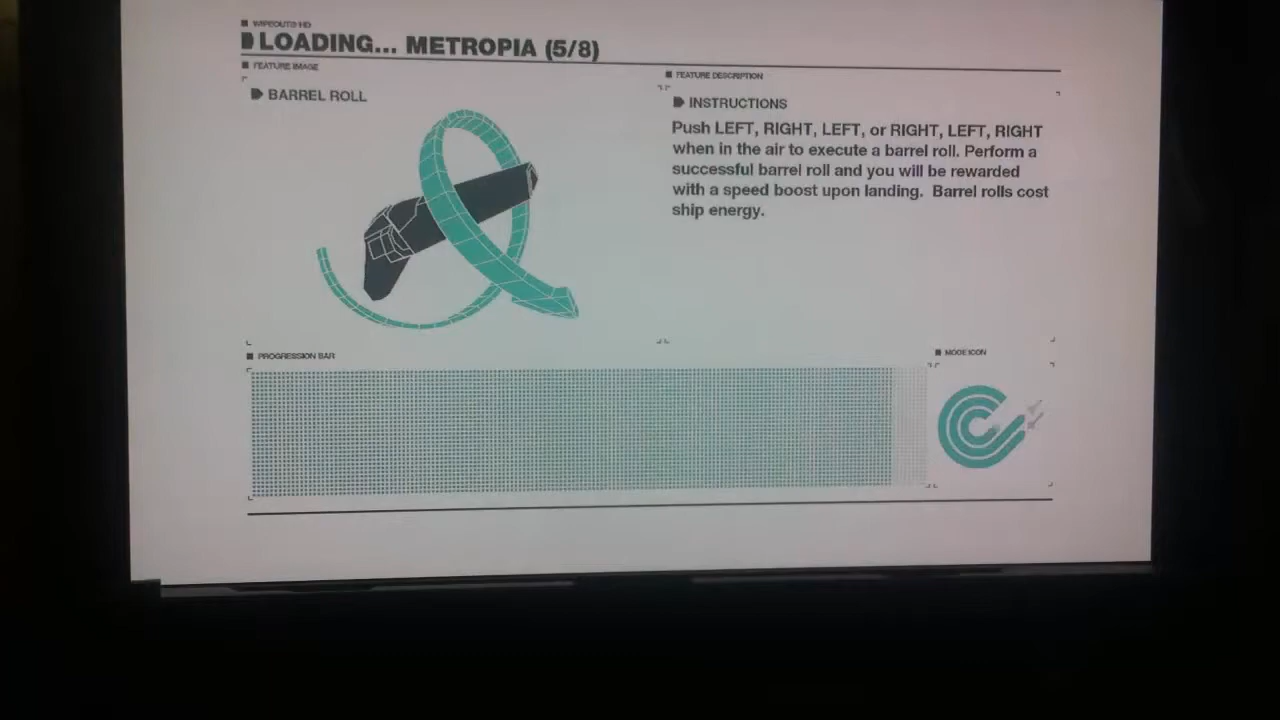 WIPEOUT® HD
LOADING... METROPIA (5/8)
FEATURE IMAGE
FEATURE DESCRIPTION
BARREL ROLL
INSTRUCTIONS
Push LEFT, RIGHT, LEFT, or RIGHT, LEFT, RIGHT
when in the air to execute a barrel roll. Perform a
successful barrel roll and you will be rewarded
with a speed boost upon landing. Barrel rolls cost
ship energy.
PROGRESSION BAR
MODE ICON